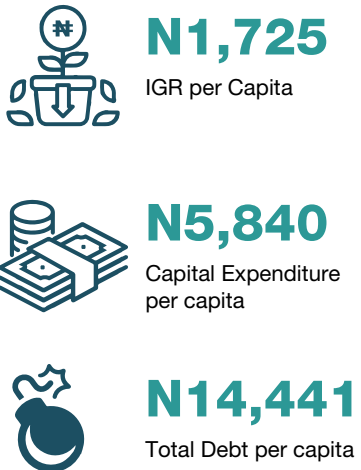 ₦
N1,725
IGR per Capita
N5,840
Capital Expenditure
per capita
N14,441
Total Debt per capita